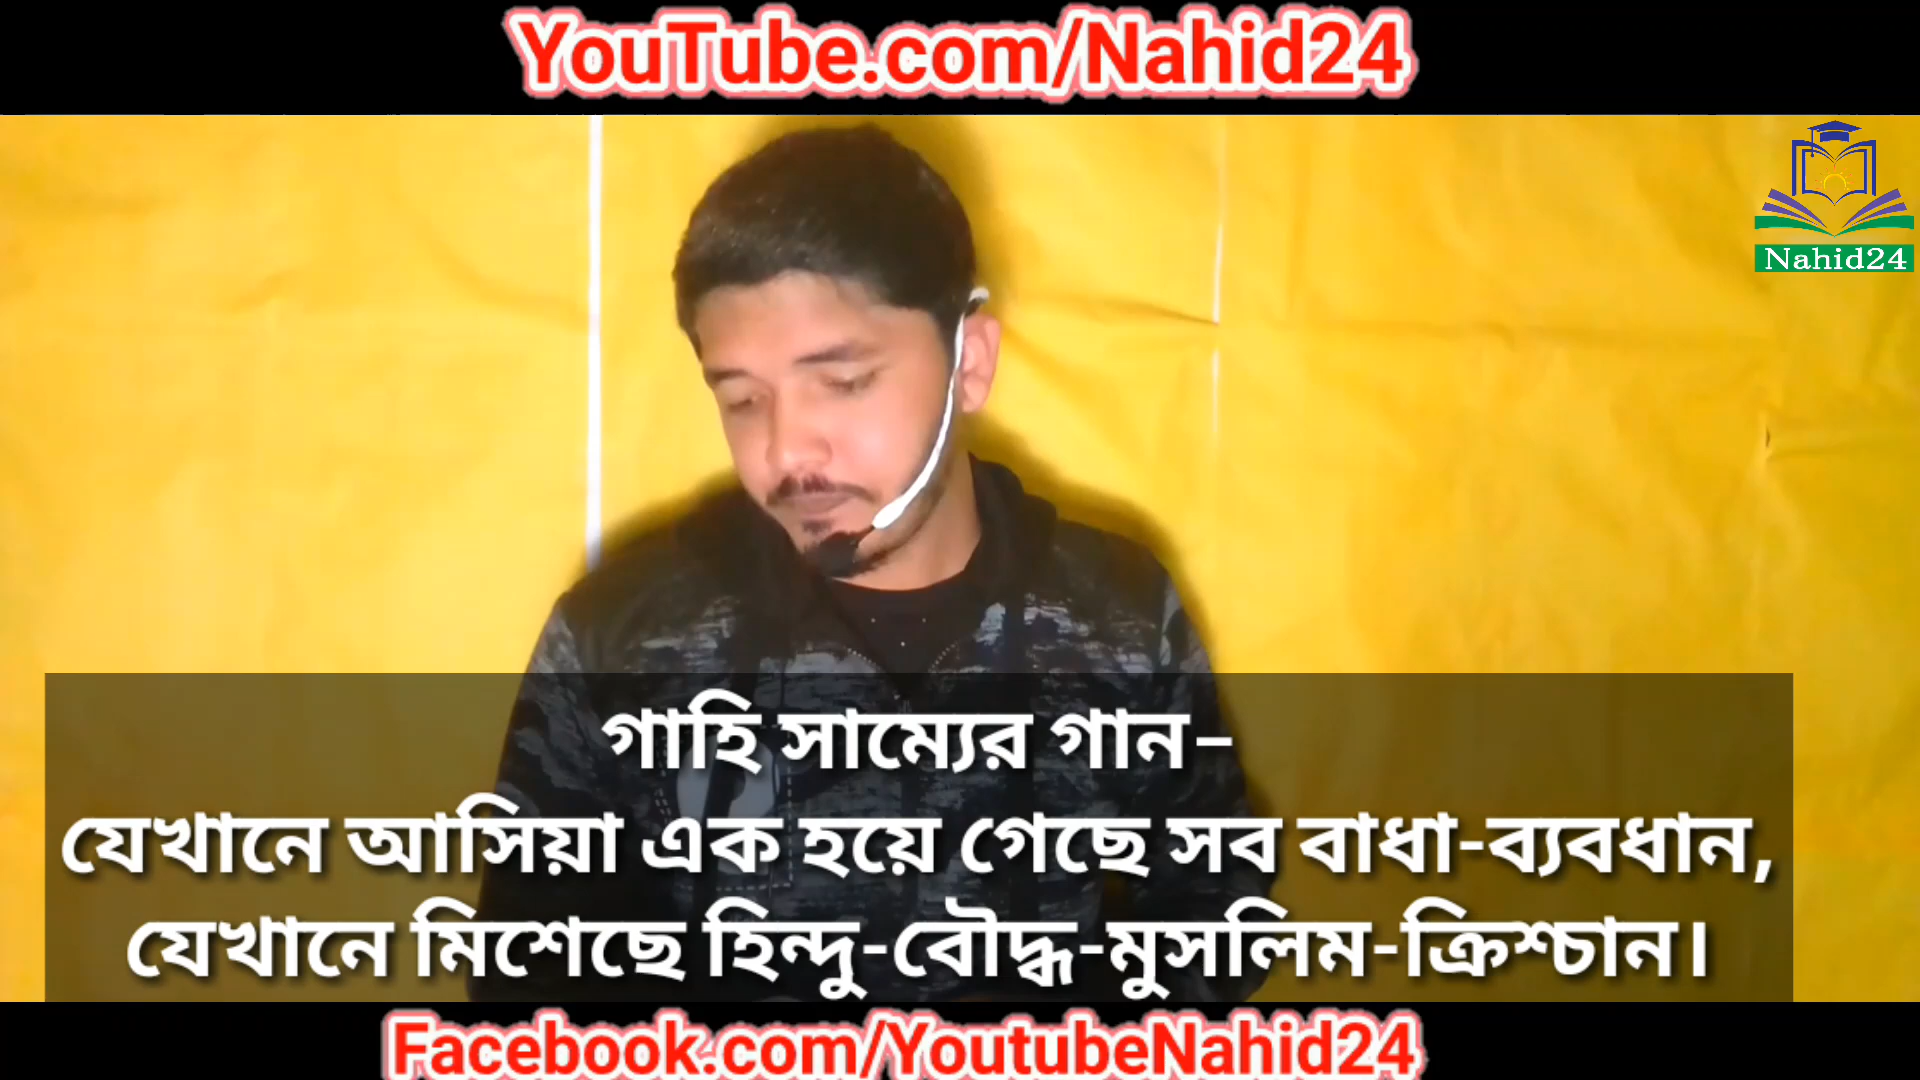 YouTube.com/Nahid24
Nahid24
গাহি সাম্যের গান–
যেখানে আসিয়া এক হয়ে গেছে সব বাধা-ব্যবধান,
যেখানে মিশেছে হিন্দু-বৌদ্ধ-মুসলিম-ক্রিশ্চান।
Facebook.com/YoutubeNahid24